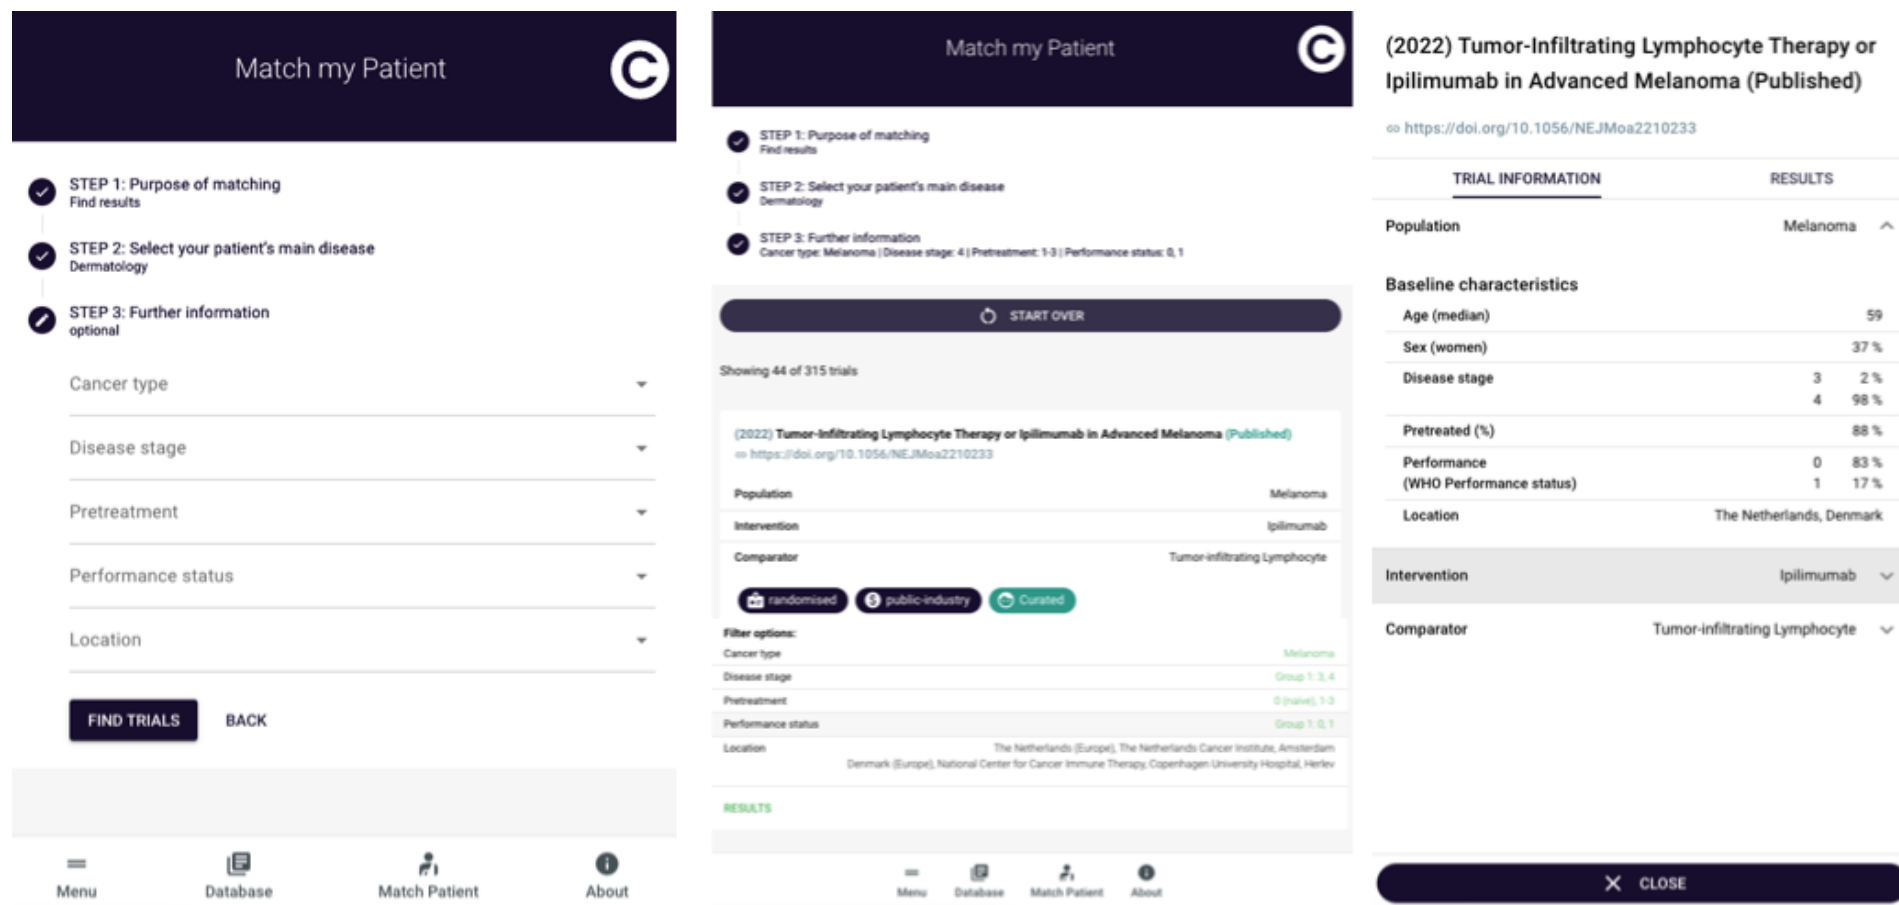 Match my Patient
C
STEP 1: Purpose of matching
Find results
STEP 2: Select your patient's main disease
Dermatology
STEP 3: Further information
optional
Cancer type
Disease stage
Pretreatment
Performance status
Location
FIND TRIALS BACK
Menu Database Match Patient About
Match my Patient
C
STEP 1: Purpose of matching
Find results
STEP 2: Select your patient's main disease
Dermatology
STEP 3: Further information
Cancer type: Melanoma | Disease stage: 4 | Pretreatment: 1-3 | Performance status: 0, 1
START OVER
Showing 44 of 315 trials
(2022) Tumor-Infiltrating Lymphocyte Therapy or Ipilimumab in Advanced Melanoma (Published)
https://doi.org/10.1056/NEJMoa2210233
Population Melanoma
Intervention Ipilimumab
Comparator Tumor-infiltrating Lymphocyte
randomised public-industry Curated
Filter options:
Cancer type Melanoma
Disease stage Group 1: 3, 4
Pretreatment 0 (naive), 1-3
Performance status Group 1: 0, 1
Location The Netherlands (Europe), The Netherlands Cancer Institute, Amsterdam
Denmark (Europe), National Center for Cancer Immune Therapy, Copenhagen University Hospital, Herlev
RESULTS
Menu Database Match Patient About
(2022) Tumor-Infiltrating Lymphocyte Therapy or
Ipilimumab in Advanced Melanoma (Published)
https://doi.org/10.1056/NEJMoa2210233
TRIAL INFORMATION RESULTS
Population Melanoma
Baseline characteristics
Age (median) 59
Sex (women) 37 %
Disease stage 3 2 %
4 98 %
Pretreated (%) 88 %
Performance 0 83 %
(WHO Performance status) 1 17 %
Location The Netherlands, Denmark
Intervention Ipilimumab
Comparator Tumor-infiltrating Lymphocyte
CLOSE